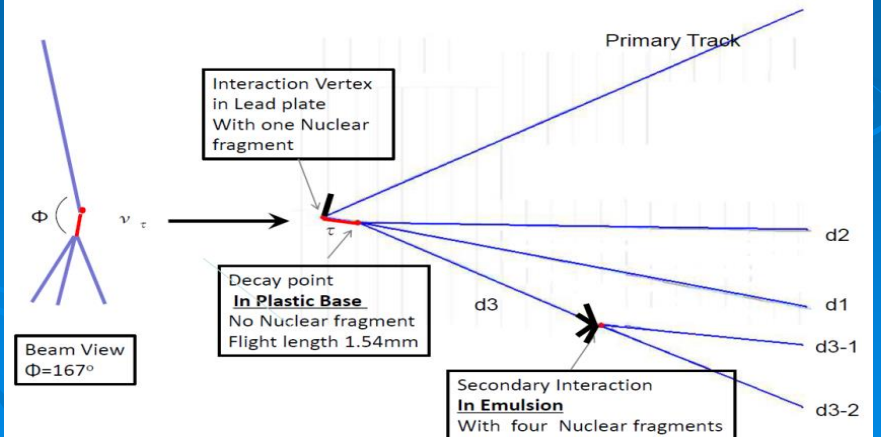 Primary Track
Interaction Vertex
in Lead plate
With one Nuclear
fragment
Φ
ν τ
τ
d2
Decay point
In Plastic Base
No Nuclear fragment
Flight length 1.54mm
d3
d1
d3-1
Beam View
Φ=167º
Secondary Interaction
In Emulsion
With four Nuclear fragments
d3-2